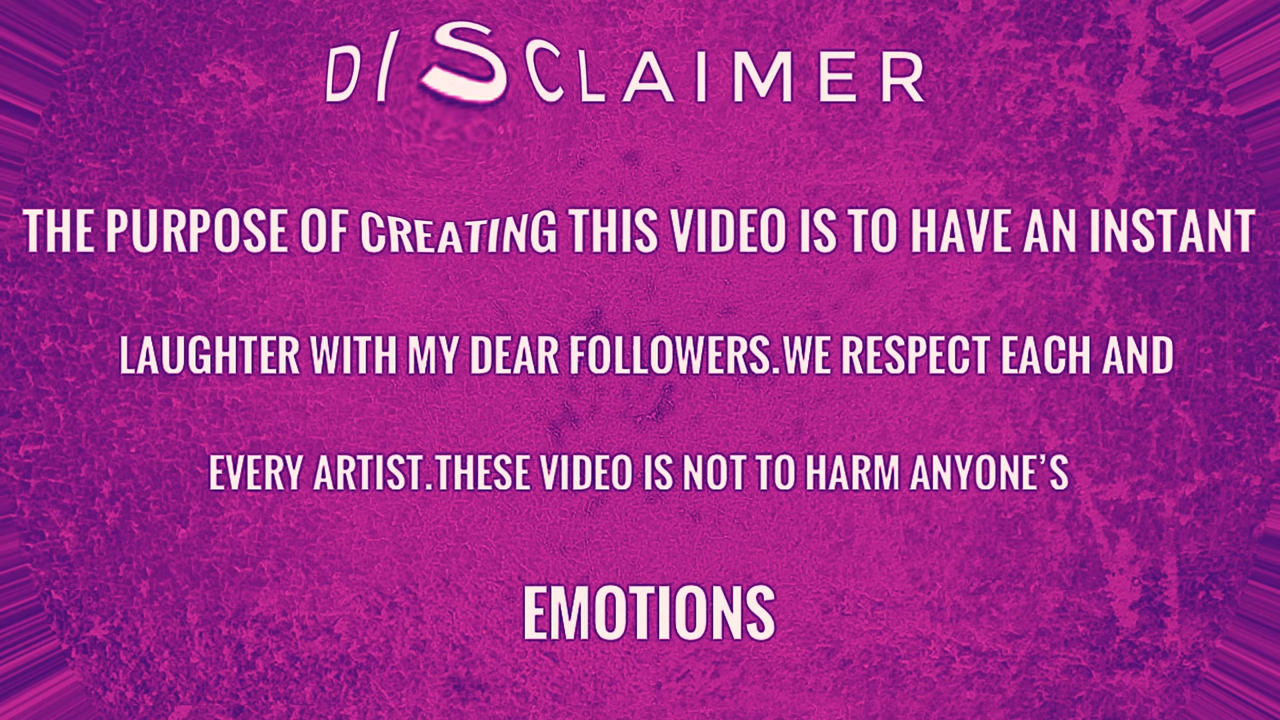 DISCLAIMER
THE PURPOSE OF CREATING THIS VIDEO IS TO HAVE AN INSTANT
LAUGHTER WITH MY DEAR FOLLOWERS.WE RESPECT EACH AND
EVERY ARTIST.THESE VIDEO IS NOT TO HARM ANYONE’S
EMOTIONS